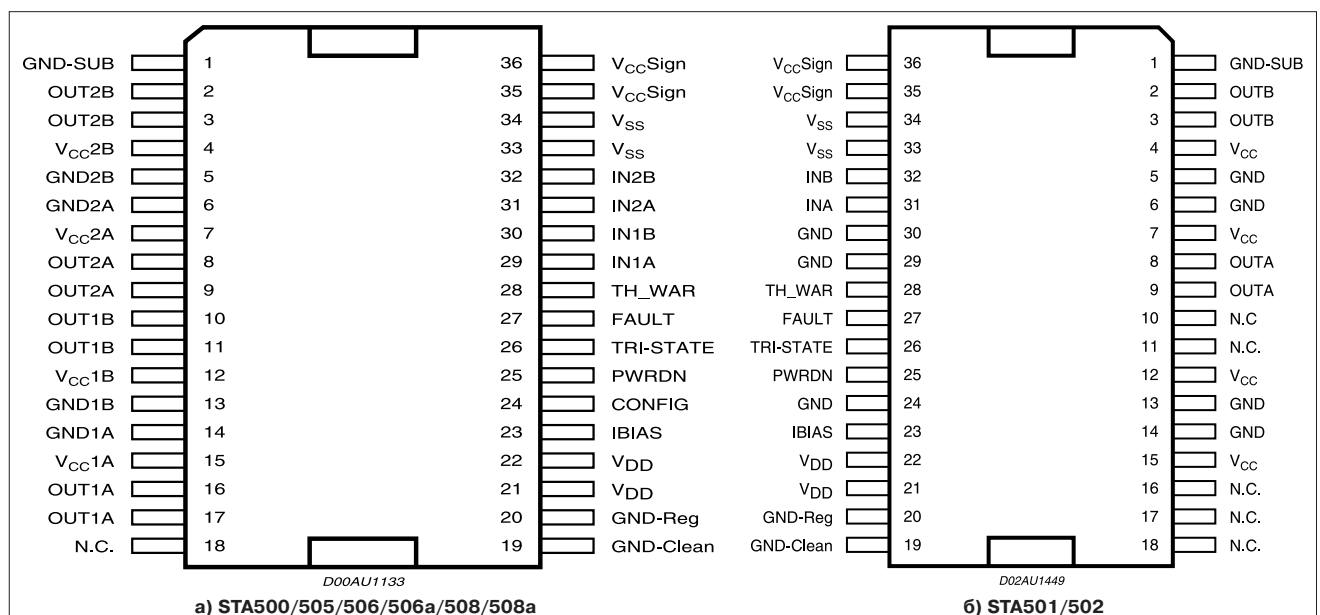 GND-SUB 1 36 VCCSign VCCSign 36 1 GND-SUB
OUT2B 2 35 VCCSign VCCSign 35 2 OUTB
OUT2B 3 34 VSS VSS 34 3 OUTB
VCC2B 4 33 VSS VSS 33 4 VCC
GND2B 5 32 IN2B INB 32 5 GND
GND2A 6 31 IN2A INA 31 6 GND
VCC2A 7 30 IN1B GND 30 7 VCC
OUT2A 8 29 IN1A GND 29 8 OUTA
OUT2A 9 28 TH_WAR TH_WAR 28 9 OUTA
OUT1B 10 27 FAULT FAULT 27 10 N.C
OUT1B 11 26 TRI-STATE TRI-STATE 26 11 N.C.
VCC1B 12 25 PWRDN PWRDN 25 12 VCC
GND1B 13 24 CONFIG GND 24 13 GND
GND1A 14 23 IBIAS IBIAS 23 14 GND
VCC1A 15 22 VDD VDD 22 15 VCC
OUT1A 16 21 VDD VDD 21 16 N.C.
OUT1A 17 20 GND-Reg GND-Reg 20 17 N.C.
N.C. 18 19 GND-Clean GND-Clean 19 18 N.C.
D00AU1133 D02AU1449
а) STA500/505/506/506a/508/508a б) STA501/502